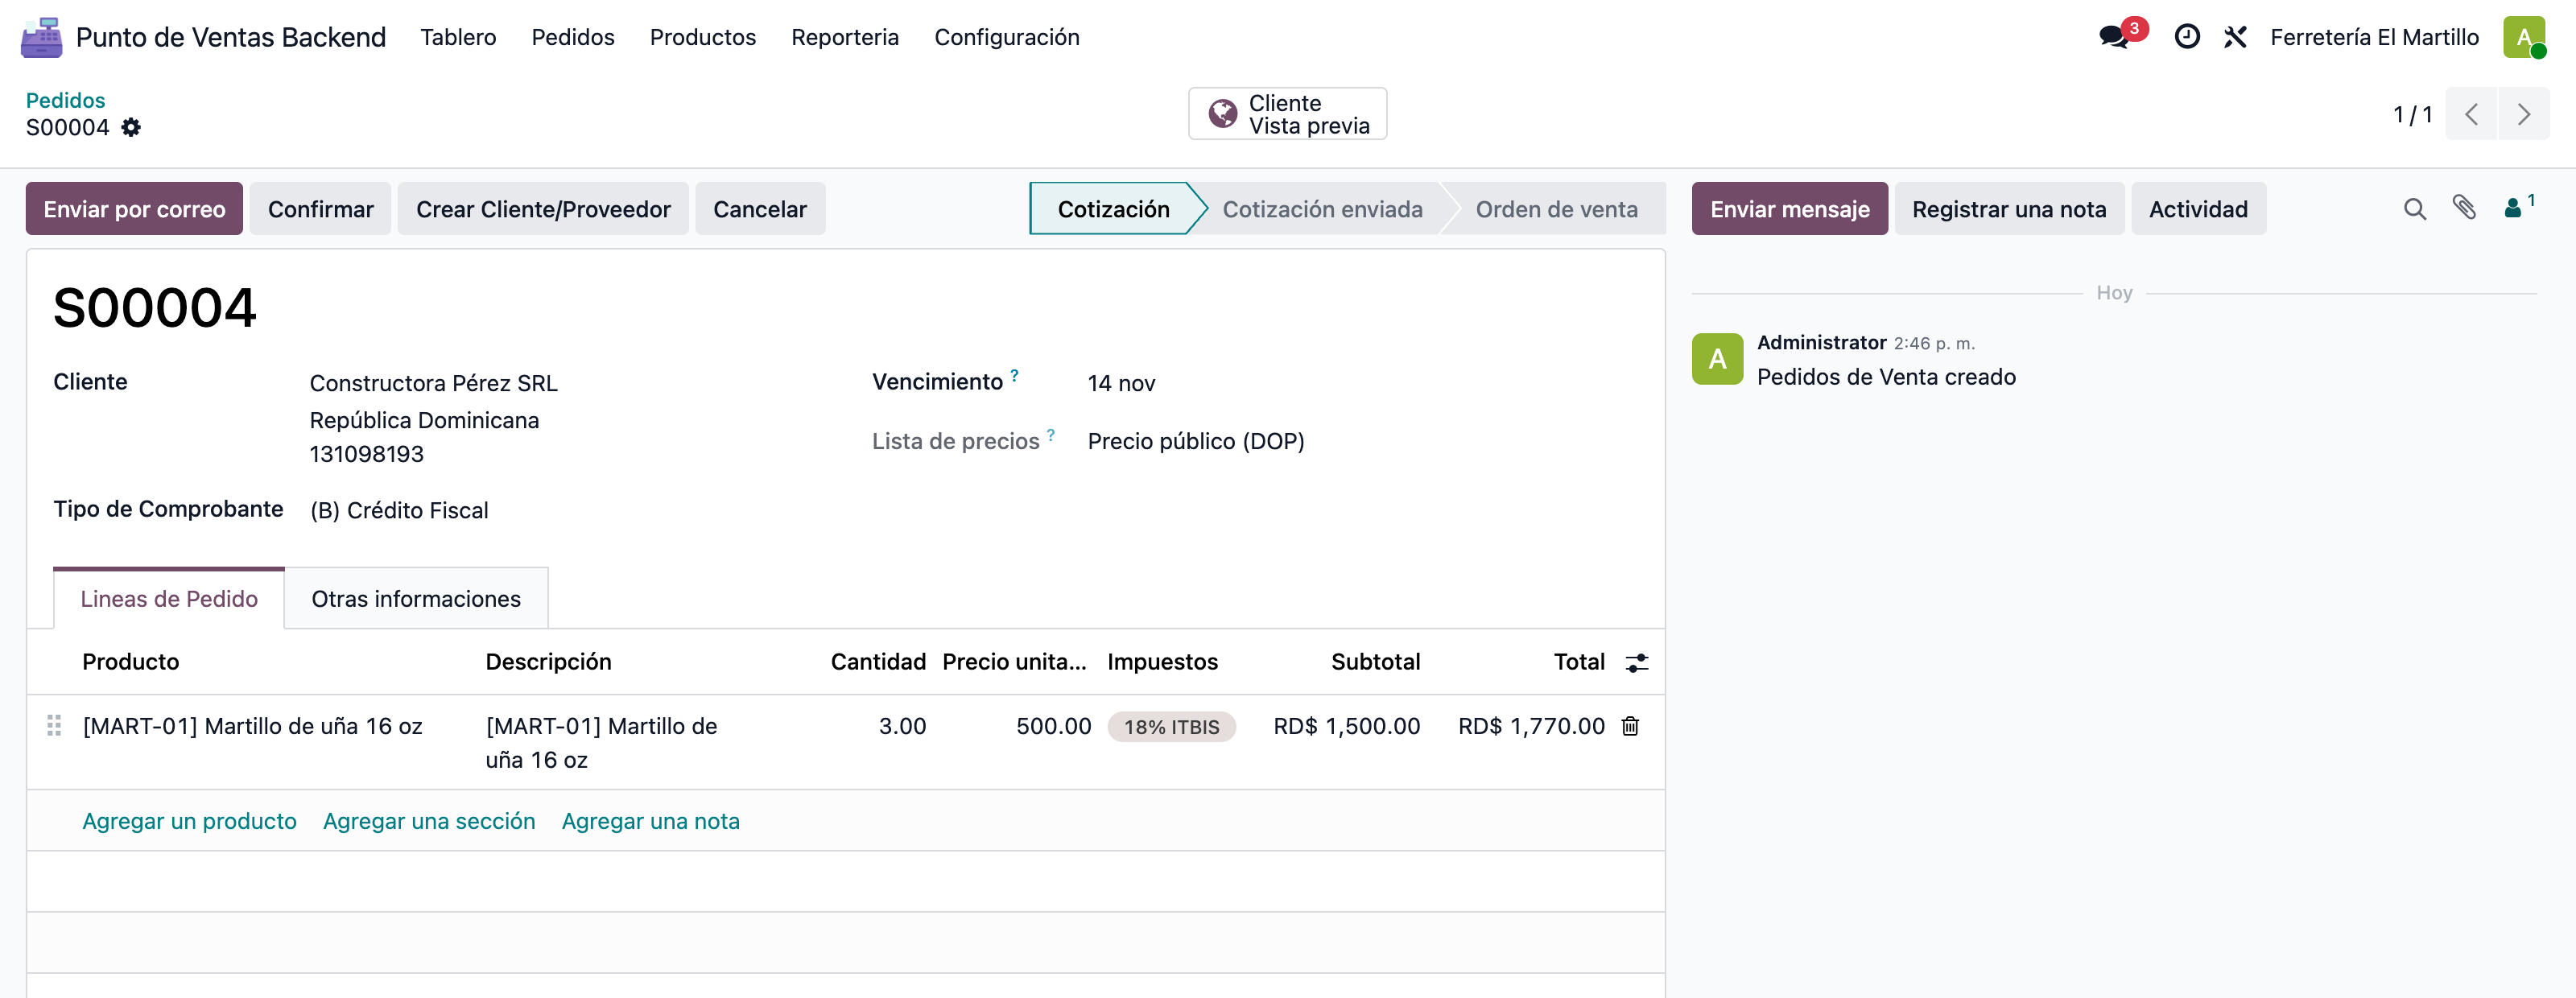 Punto de Ventas Backend Tablero Pedidos Productos Reporteria Configuración 3 Ferretería El Martillo A
Pedidos
S00004
Cliente
Vista previa
1 / 1
Enviar por correo Confirmar Crear Cliente/Proveedor Cancelar Cotización Cotización enviada Orden de venta Enviar mensaje Registrar una nota Actividad 1
S00004
Cliente Constructora Pérez SRL
República Dominicana
131098193
Vencimiento ? 14 nov
Lista de precios ? Precio público (DOP)
Tipo de Comprobante (B) Crédito Fiscal
Lineas de Pedido Otras informaciones
Producto Descripción Cantidad Precio unita... Impuestos Subtotal Total
[MART-01] Martillo de uña 16 oz [MART-01] Martillo de uña 16 oz 3.00 500.00 18% ITBIS RD$ 1,500.00 RD$ 1,770.00
Agregar un producto Agregar una sección Agregar una nota
Hoy
A Administrator 2:46 p. m.
Pedidos de Venta creado